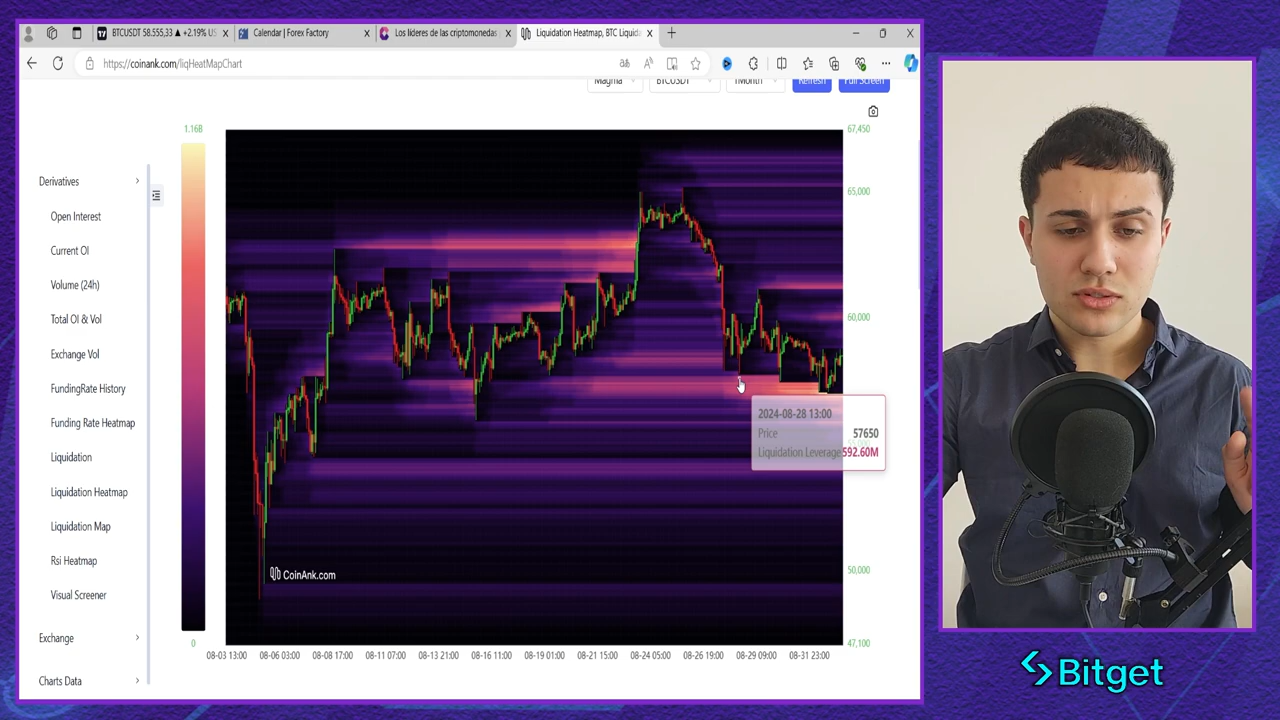 BTCUSDT 58.555,33 ▲ +2.19% US
Calendar | Forex Factory
Los líderes de las criptomonedas
Liquidation Heatmap, BTC Liquida
https://coinank.com/liqHeatMapChart
Magma
BTCUSDT
1Month
Refresh
Full Screen
1.16B
67,450
Derivatives
65,000
Open Interest
Current OI
Volume (24h)
Total OI & Vol
60,000
Exchange Vol
FundingRate History
2024-08-28 13:00
Funding Rate Heatmap
Price 57650
Liquidation Leverage 592.60M
Liquidation
Liquidation Heatmap
Liquidation Map
Rsi Heatmap
CoinAnk.com
50,000
Visual Screener
Exchange
0
47,100
08-03 13:00 08-06 03:00 08-08 17:00 08-11 07:00 08-13 21:00 08-16 11:00 08-19 01:00 08-21 15:00 08-24 05:00 08-26 19:00 08-29 09:00 08-31 23:00
Charts Data
Bitget